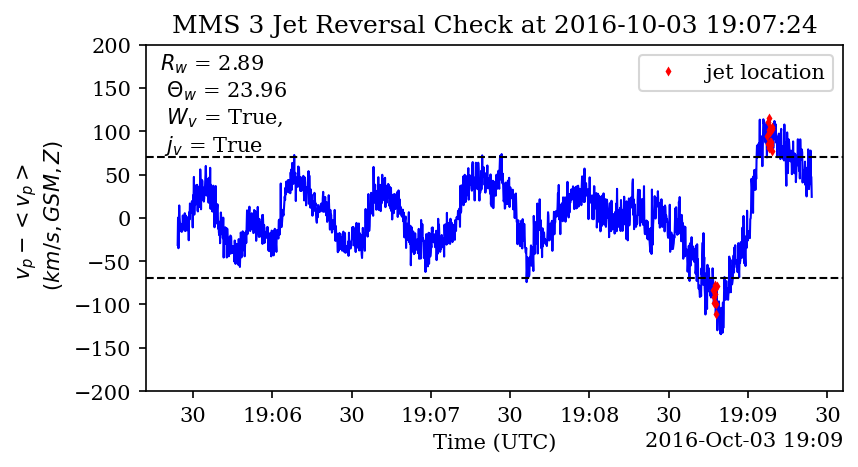 MMS 3 Jet Reversal Check at 2016-10-03 19:07:24
R_w = 2.89
Θ_w = 23.96
W_v = True,
j_v = True
jet location
200
150
100
50
0
−50
−100
−150
−200
v_p − <v_p>
(km/s, GSM, Z)
30 19:06 30 19:07 30 19:08 30 19:09 30
Time (UTC)
2016-Oct-03 19:09